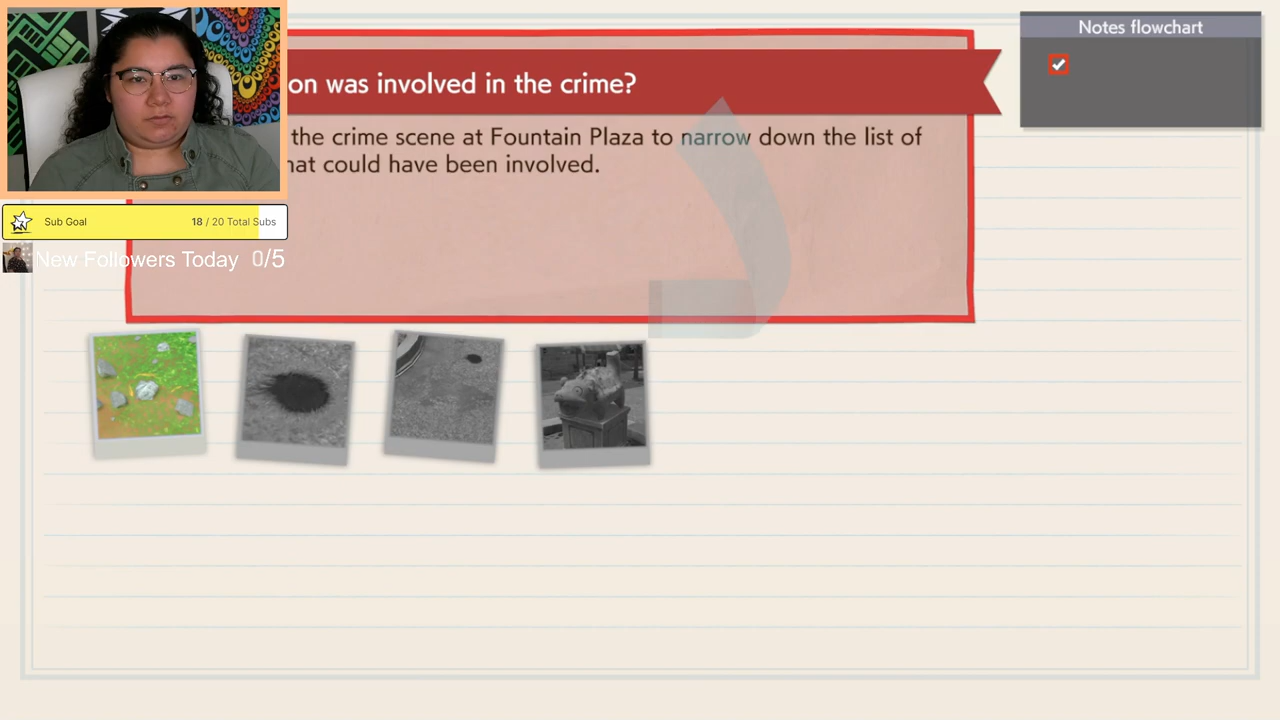 Notes flowchart
on was involved in the crime?
the crime scene at Fountain Plaza to narrow down the list of
hat could have been involved.
Sub Goal 18 / 20 Total Subs
New Followers Today 0/5